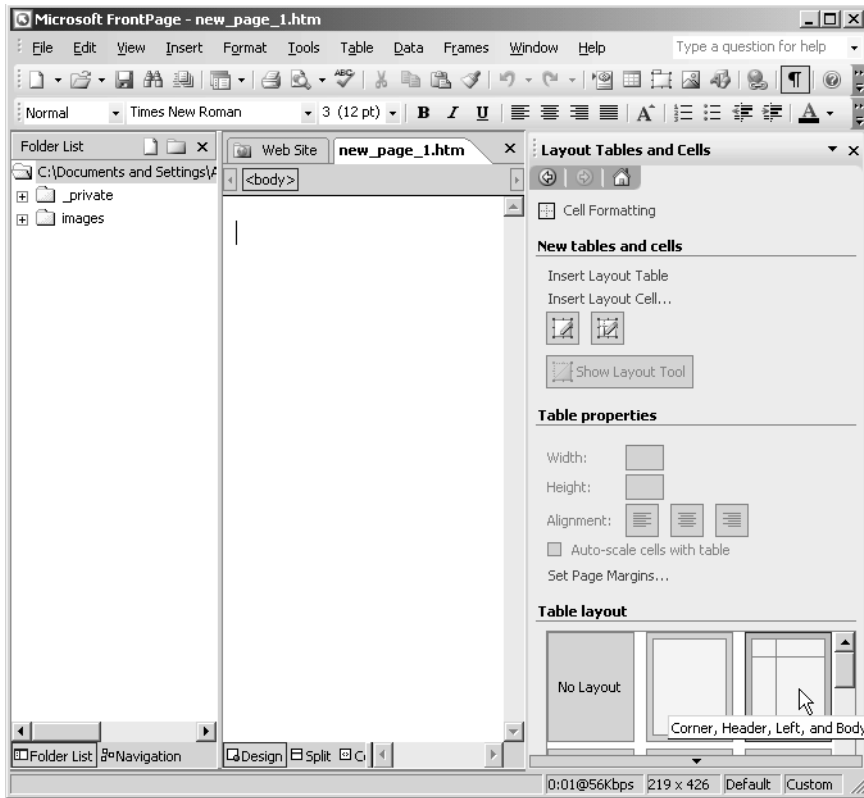 Microsoft FrontPage - new_page_1.htm
File Edit View Insert Format Tools Table Data Frames Window Help Type a question for help
ABC
Normal Times New Roman 3 (12 pt) B I U A A
Folder List
C:\Documents and Settings\A
_private
images
Folder List Navigation
Web Site new_page_1.htm
<body>
Design Split C
Layout Tables and Cells
Cell Formatting
New tables and cells
Insert Layout Table
Insert Layout Cell...
Show Layout Tool
Table properties
Width:
Height:
Alignment:
Auto-scale cells with table
Set Page Margins...
Table layout
No Layout
Corner, Header, Left, and Body
0:01@56Kbps 219 x 426 Default Custom